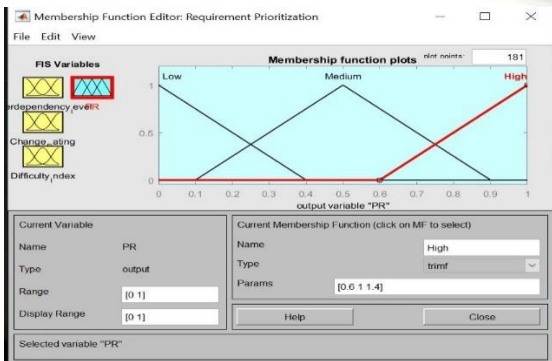 Membership Function Editor: Requirement Prioritization
File Edit View
FIS Variables
Membership function plots plot points: 181
erdependency_level PR
Change_ating
Difficulty_ndex
Low Medium High
1
0.5
0
0 0.1 0.2 0.3 0.4 0.5 0.6 0.7 0.8 0.9 1
output variable "PR"
Current Variable
Name PR
Type output
Range [0 1]
Display Range [0 1]
Current Membership Function (click on MF to select)
Name High
Type trimf
Params [0.6 1 1.4]
Help Close
Selected variable "PR"